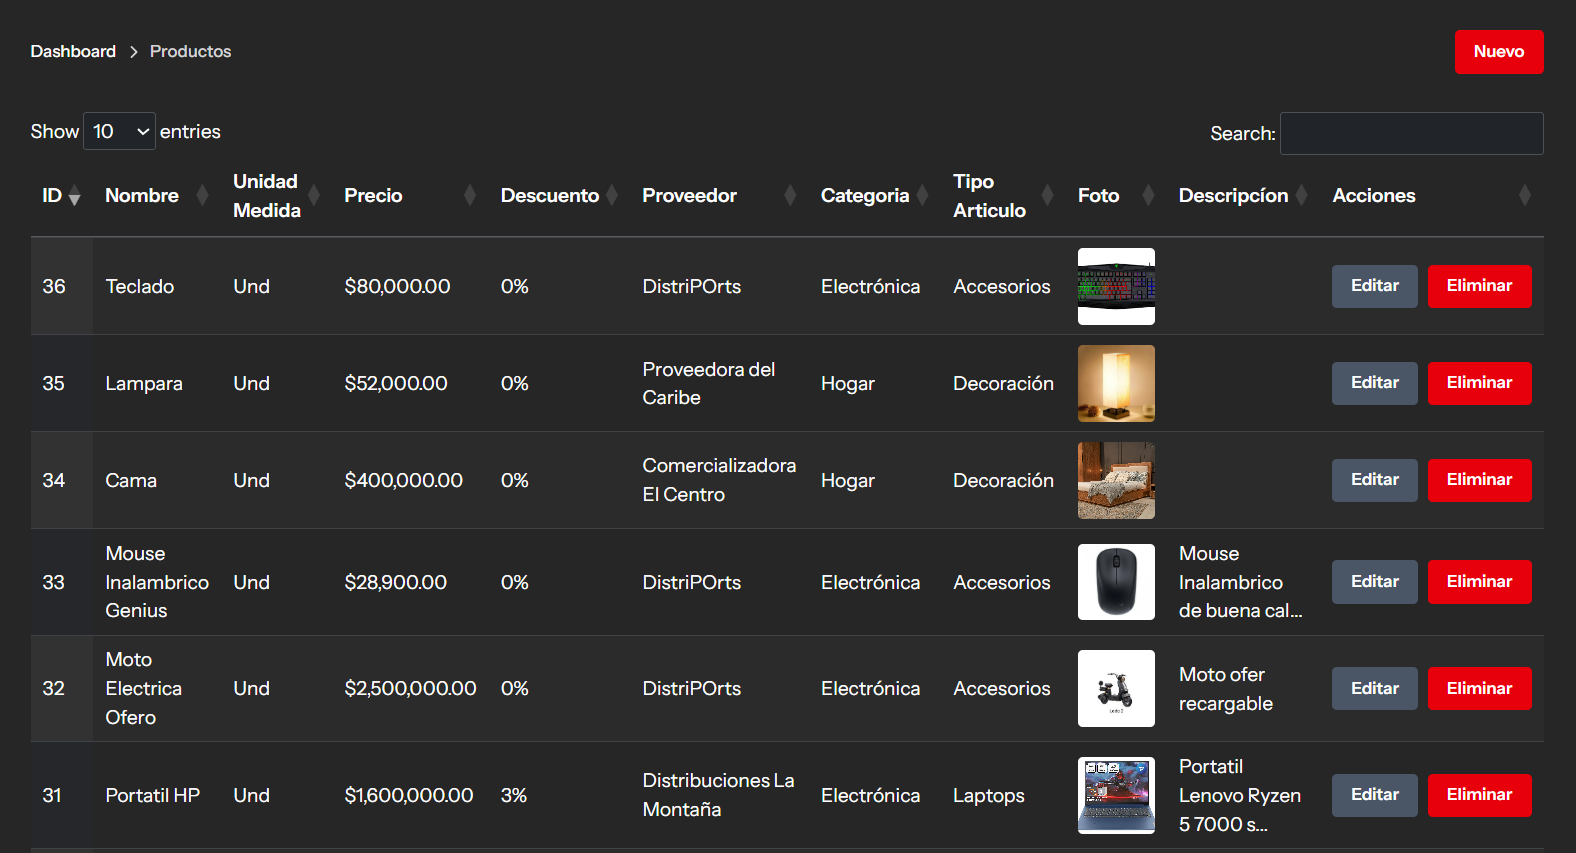 Dashboard > Productos
Nuevo
Show 10 entries
Search:
ID Nombre Unidad Medida Precio Descuento Proveedor Categoria Tipo Articulo Foto Descripcíon Acciones
36 Teclado Und $80,000.00 0% DistriPOrts Electrónica Accesorios Editar Eliminar
35 Lampara Und $52,000.00 0% Proveedora del Caribe Hogar Decoración Editar Eliminar
34 Cama Und $400,000.00 0% Comercializadora El Centro Hogar Decoración Editar Eliminar
33 Mouse Inalambrico Genius Und $28,900.00 0% DistriPOrts Electrónica Accesorios Mouse Inalambrico de buena cal... Editar Eliminar
32 Moto Electrica Ofero Und $2,500,000.00 0% DistriPOrts Electrónica Accesorios Moto ofer recargable Editar Eliminar
31 Portatil HP Und $1,600,000.00 3% Distribuciones La Montaña Electrónica Laptops Portatil Lenovo Ryzen 5 7000 s... Editar Eliminar